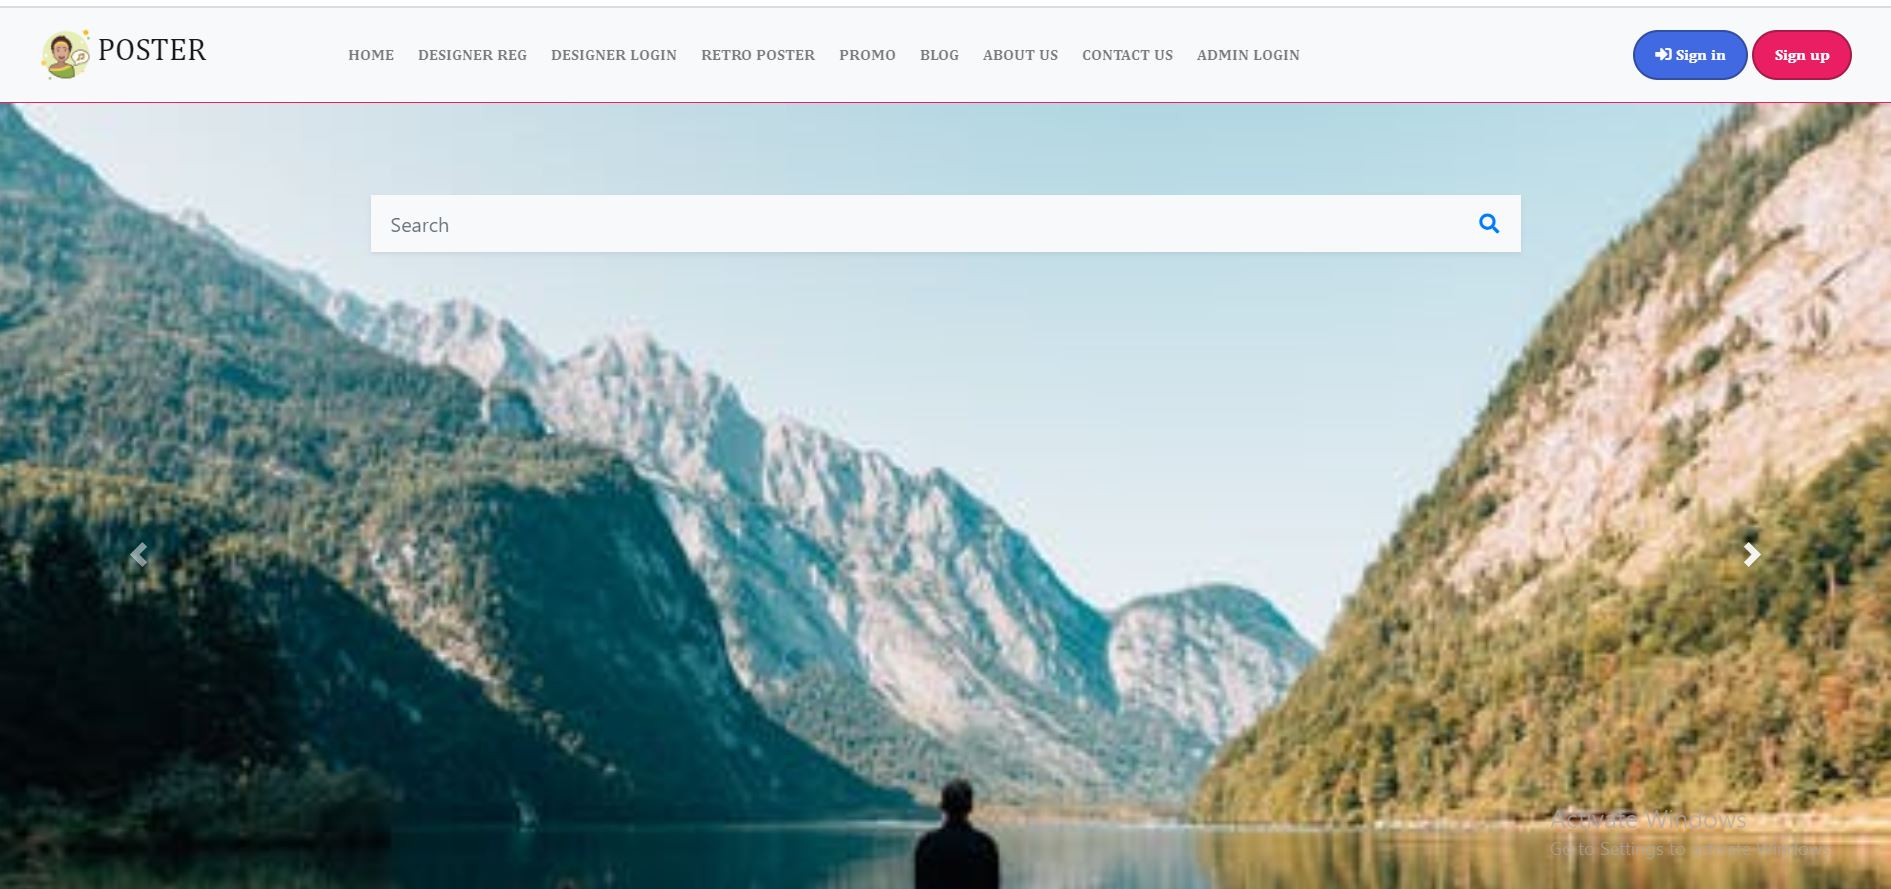 POSTER
HOME DESIGNER REG DESIGNER LOGIN RETRO POSTER PROMO BLOG ABOUT US CONTACT US ADMIN LOGIN
Sign in Sign up
Search
Activate Windows
Go to Settings to activate Windows.